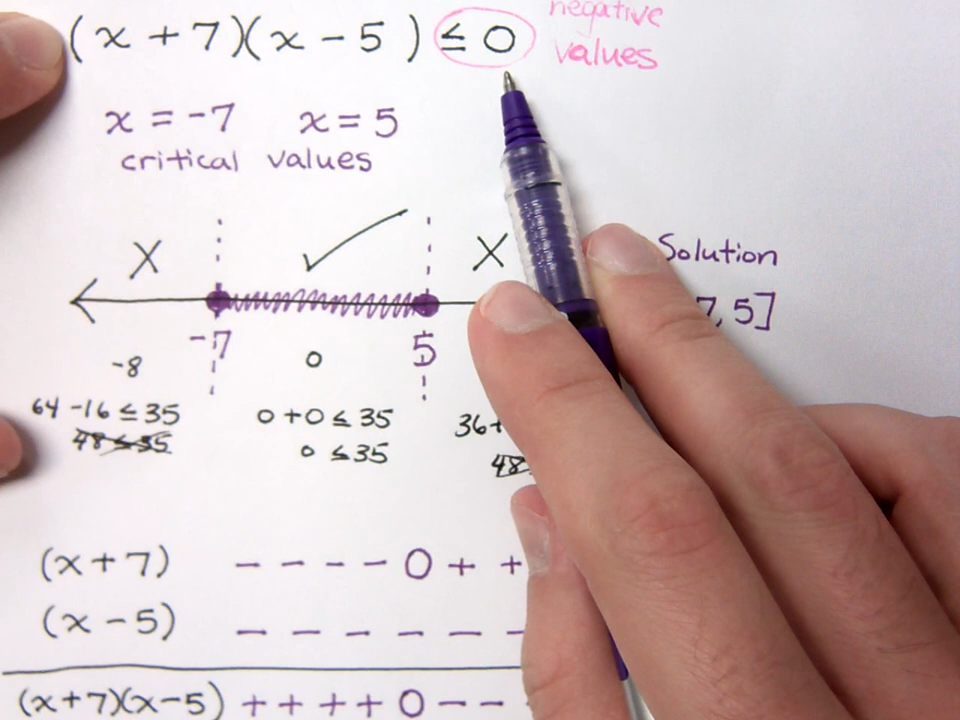 (x + 7)(x - 5) ≤ 0
negative
values
x = -7 x = 5
critical values
X ✓ X
Solution
7, 5]
-7 5
-8 0
64 - 16 ≤ 35 0 + 0 ≤ 35 36+
48 ≤ 35 0 ≤ 35 48
(x + 7) - - - - 0 + +
(x - 5) - - - - - -
(x+7)(x-5) + + + + 0 - -